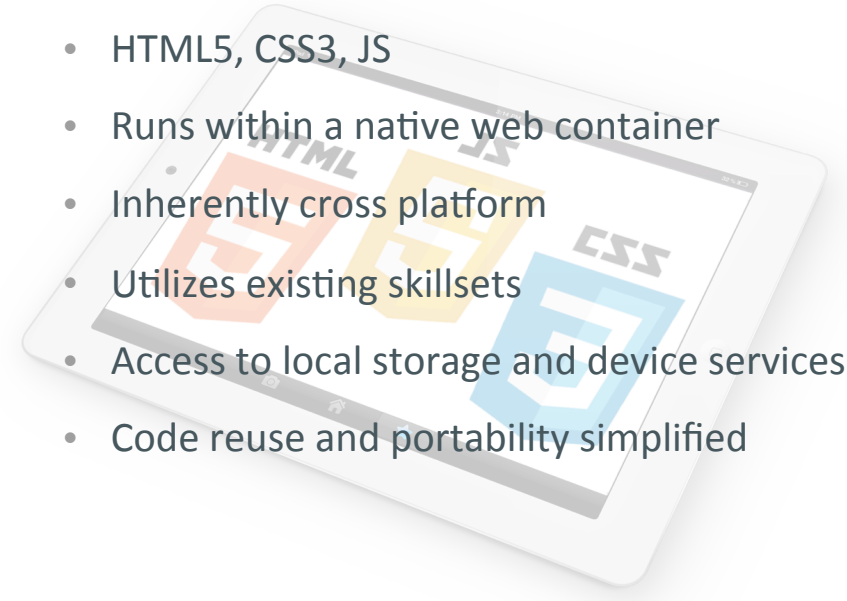 • HTML5, CSS3, JS
• Runs within a native web container
HTML
JS
• Inherently cross platform
CSS
• Utilizes existing skillsets
• Access to local storage and device services
• Code reuse and portability simplified